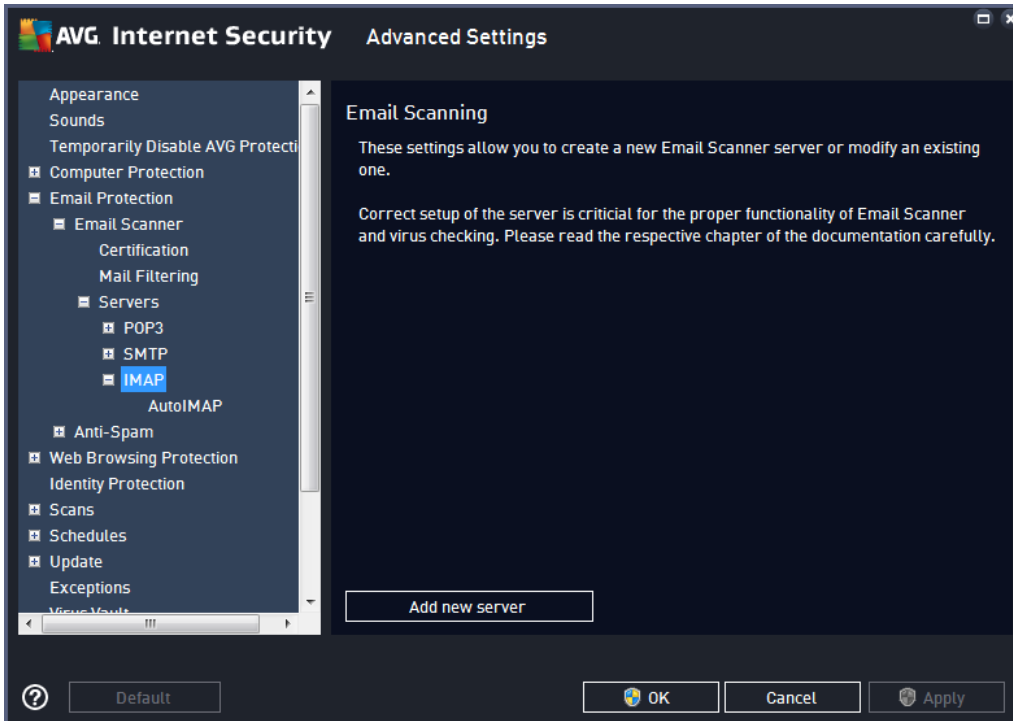 AVG. Internet Security Advanced Settings
Appearance
Sounds
Temporarily Disable AVG Protecti
Computer Protection
Email Protection
Email Scanner
Certification
Mail Filtering
Servers
POP3
SMTP
IMAP
AutoIMAP
Anti-Spam
Web Browsing Protection
Identity Protection
Scans
Schedules
Update
Exceptions
Virus Vault
Email Scanning
These settings allow you to create a new Email Scanner server or modify an existing
one.
Correct setup of the server is criticial for the proper functionality of Email Scanner
and virus checking. Please read the respective chapter of the documentation carefully.
Add new server
Default
OK
Cancel
Apply